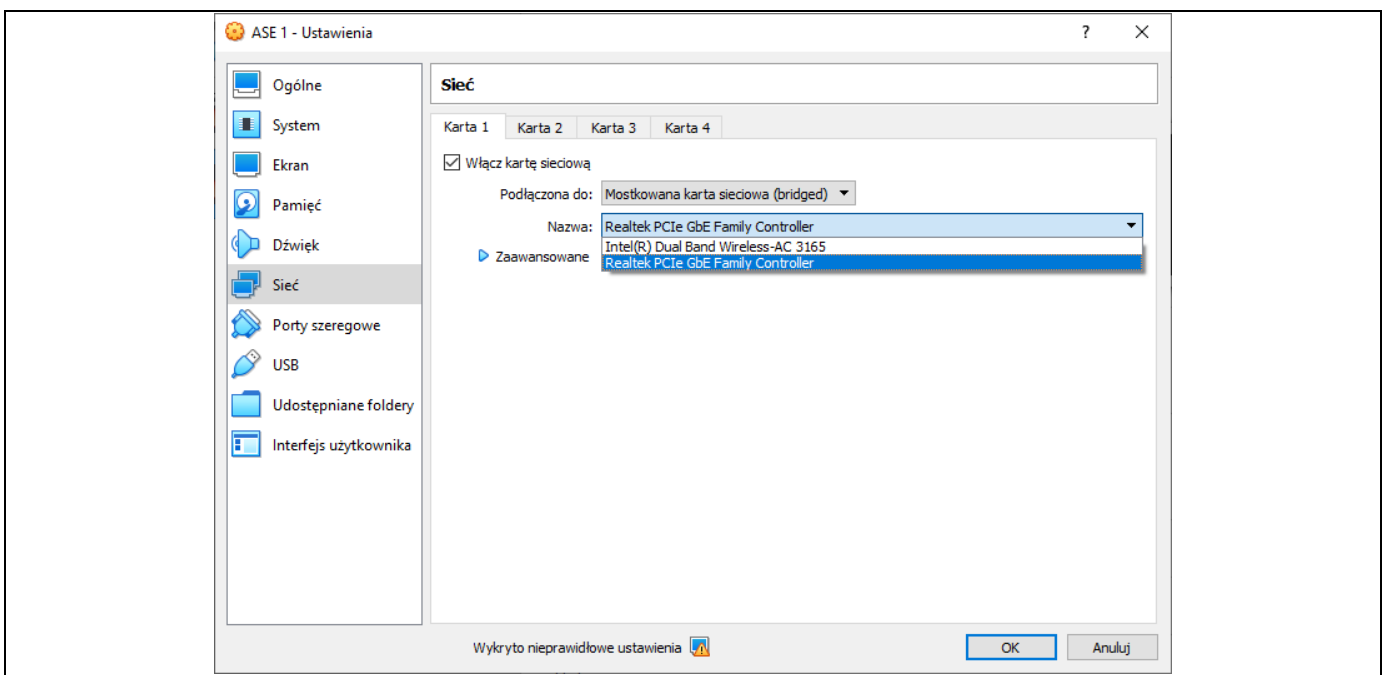 ASE 1 - Ustawienia
?
Ogólne
System
Ekran
Pamięć
Dźwięk
Sieć
Porty szeregowe
USB
Udostępniane foldery
Interfejs użytkownika
Sieć
Karta 1 Karta 2 Karta 3 Karta 4
Włącz kartę sieciową
Podłączona do: Mostkowana karta sieciowa (bridged)
Nazwa: Realtek PCIe GbE Family Controller
Intel(R) Dual Band Wireless-AC 3165
Realtek PCIe GbE Family Controller
Zaawansowane
Wykryto nieprawidłowe ustawienia
OK Anuluj